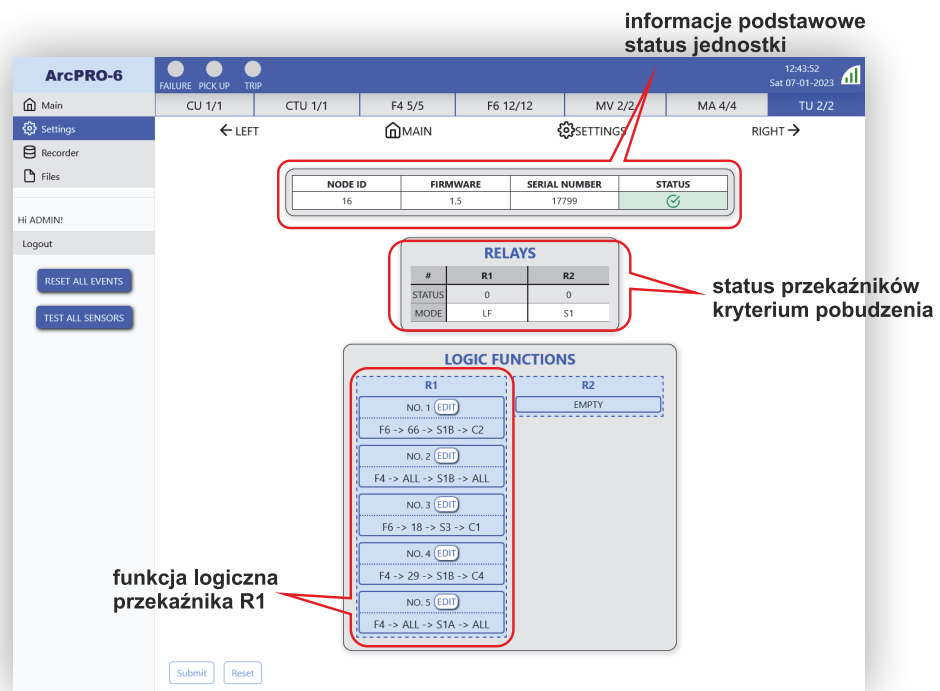 informacje podstawowe
status jednostki
ArcPRO-6
FAILURE PICK UP TRIP
12:43:52
Sat 07-01-2023
Main
Settings
Recorder
Files
Hi ADMIN!
Logout
RESET ALL EVENTS
TEST ALL SENSORS
CU 1/1 CTU 1/1 F4 5/5 F6 12/12 MV 2/2 MA 4/4 TU 2/2
LEFT MAIN SETTINGS RIGHT
NODE ID FIRMWARE SERIAL NUMBER STATUS
16 1.5 17799
RELAYS
# R1 R2
STATUS 0 0
MODE LF S1
status przekaźników
kryterium pobudzenia
LOGIC FUNCTIONS
R1 R2
NO. 1 EDIT EMPTY
F6 -> 66 -> S1B -> C2
NO. 2 EDIT
F4 -> ALL -> S1B -> ALL
NO. 3 EDIT
F6 -> 18 -> S3 -> C1
NO. 4 EDIT
F4 -> 29 -> S1B -> C4
NO. 5 EDIT
F4 -> ALL -> S1A -> ALL
funkcja logiczna
przekaźnika R1
Submit Reset